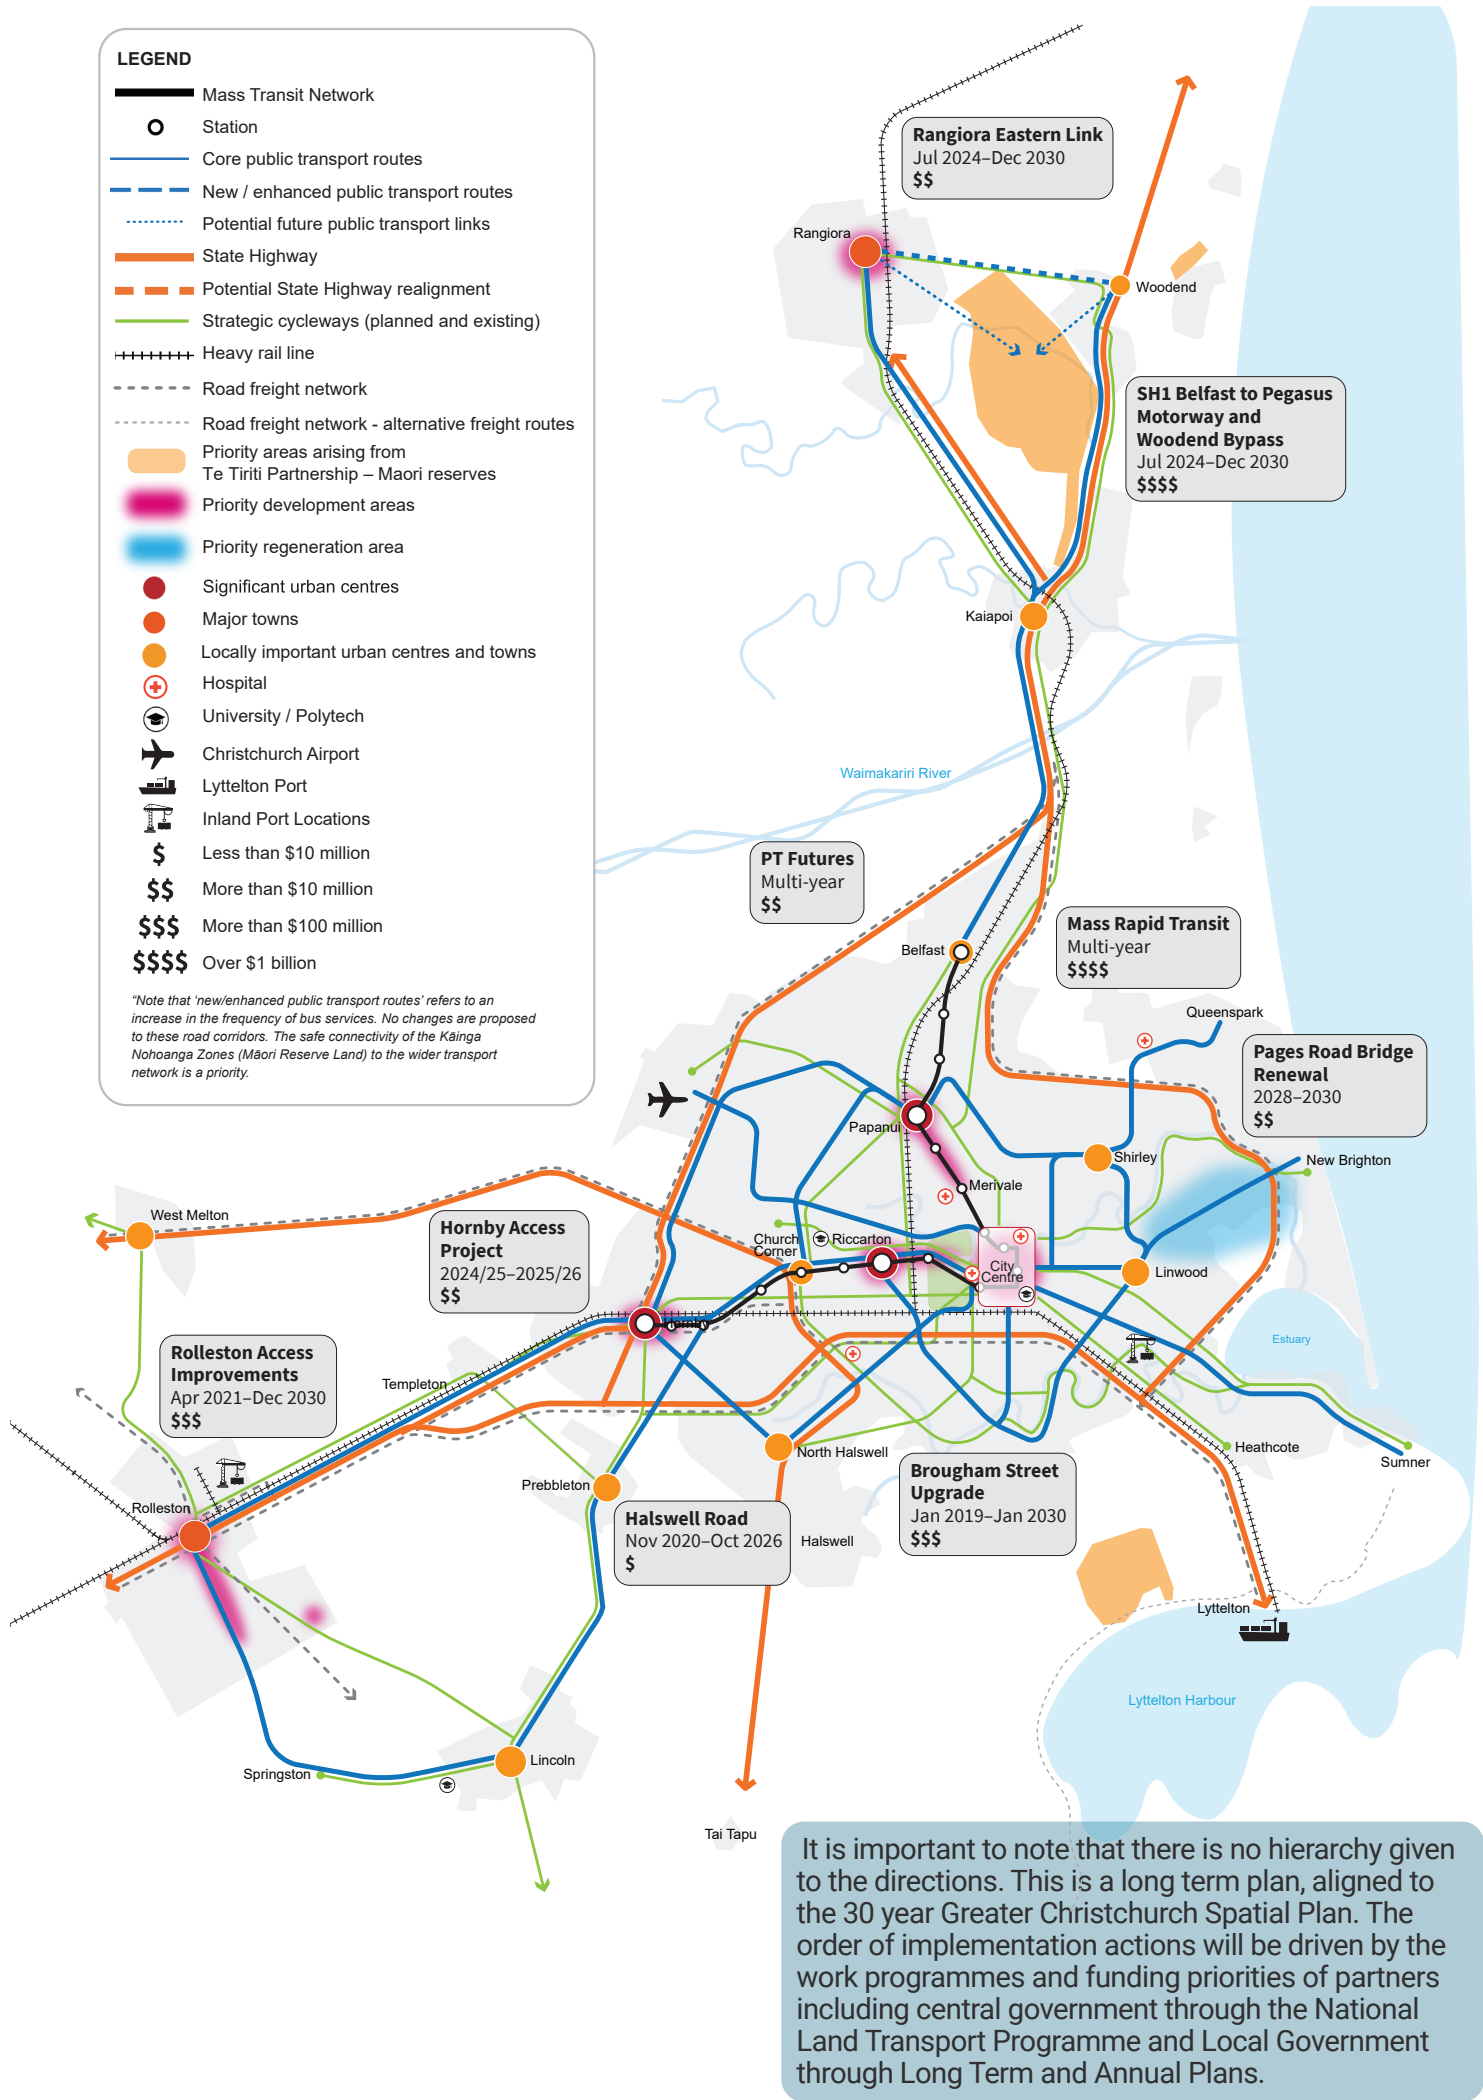 LEGEND
Mass Transit Network
Station
Core public transport routes
New / enhanced public transport routes
Potential future public transport links
State Highway
Potential State Highway realignment
Strategic cycleways (planned and existing)
Heavy rail line
Road freight network
Road freight network - alternative freight routes
Priority areas arising from
Te Tiriti Partnership – Maori reserves
Priority development areas
Priority regeneration area
Significant urban centres
Major towns
Locally important urban centres and towns
Hospital
University / Polytech
Christchurch Airport
Lyttelton Port
Inland Port Locations
$ Less than $10 million
$$ More than $10 million
$$$ More than $100 million
$$$$ Over $1 billion
“Note that ‘new/enhanced public transport routes’ refers to an
increase in the frequency of bus services. No changes are proposed
to these road corridors. The safe connectivity of the Kāinga
Nohoanga Zones (Māori Reserve Land) to the wider transport
network is a priority.
Rangiora Eastern Link
Jul 2024–Dec 2030
$$
Rangiora
Woodend
SH1 Belfast to Pegasus
Motorway and
Woodend Bypass
Jul 2024–Dec 2030
$$$$
Kaiapoi
Waimakariri River
PT Futures
Multi-year
$$
Mass Rapid Transit
Multi-year
$$$$
Belfast
Queenspark
Pages Road Bridge
Renewal
2028–2030
$$
Papanui
Shirley
New Brighton
Merivale
West Melton
Hornby Access
Project
2024/25–2025/26
$$
Church
Corner
Riccarton
City
Centre
Linwood
Hornby
Estuary
Rolleston Access
Improvements
Apr 2021–Dec 2030
$$$
Templeton
North Halswell
Heathcote
Sumner
Prebbleton
Brougham Street
Upgrade
Jan 2019–Jan 2030
$$$
Rolleston
Halswell Road
Nov 2020–Oct 2026
$
Halswell
Lyttelton
Lyttelton Harbour
Lincoln
Springston
Tai Tapu
It is important to note that there is no hierarchy given
to the directions. This is a long term plan, aligned to
the 30 year Greater Christchurch Spatial Plan. The
order of implementation actions will be driven by the
work programmes and funding priorities of partners
including central government through the National
Land Transport Programme and Local Government
through Long Term and Annual Plans.